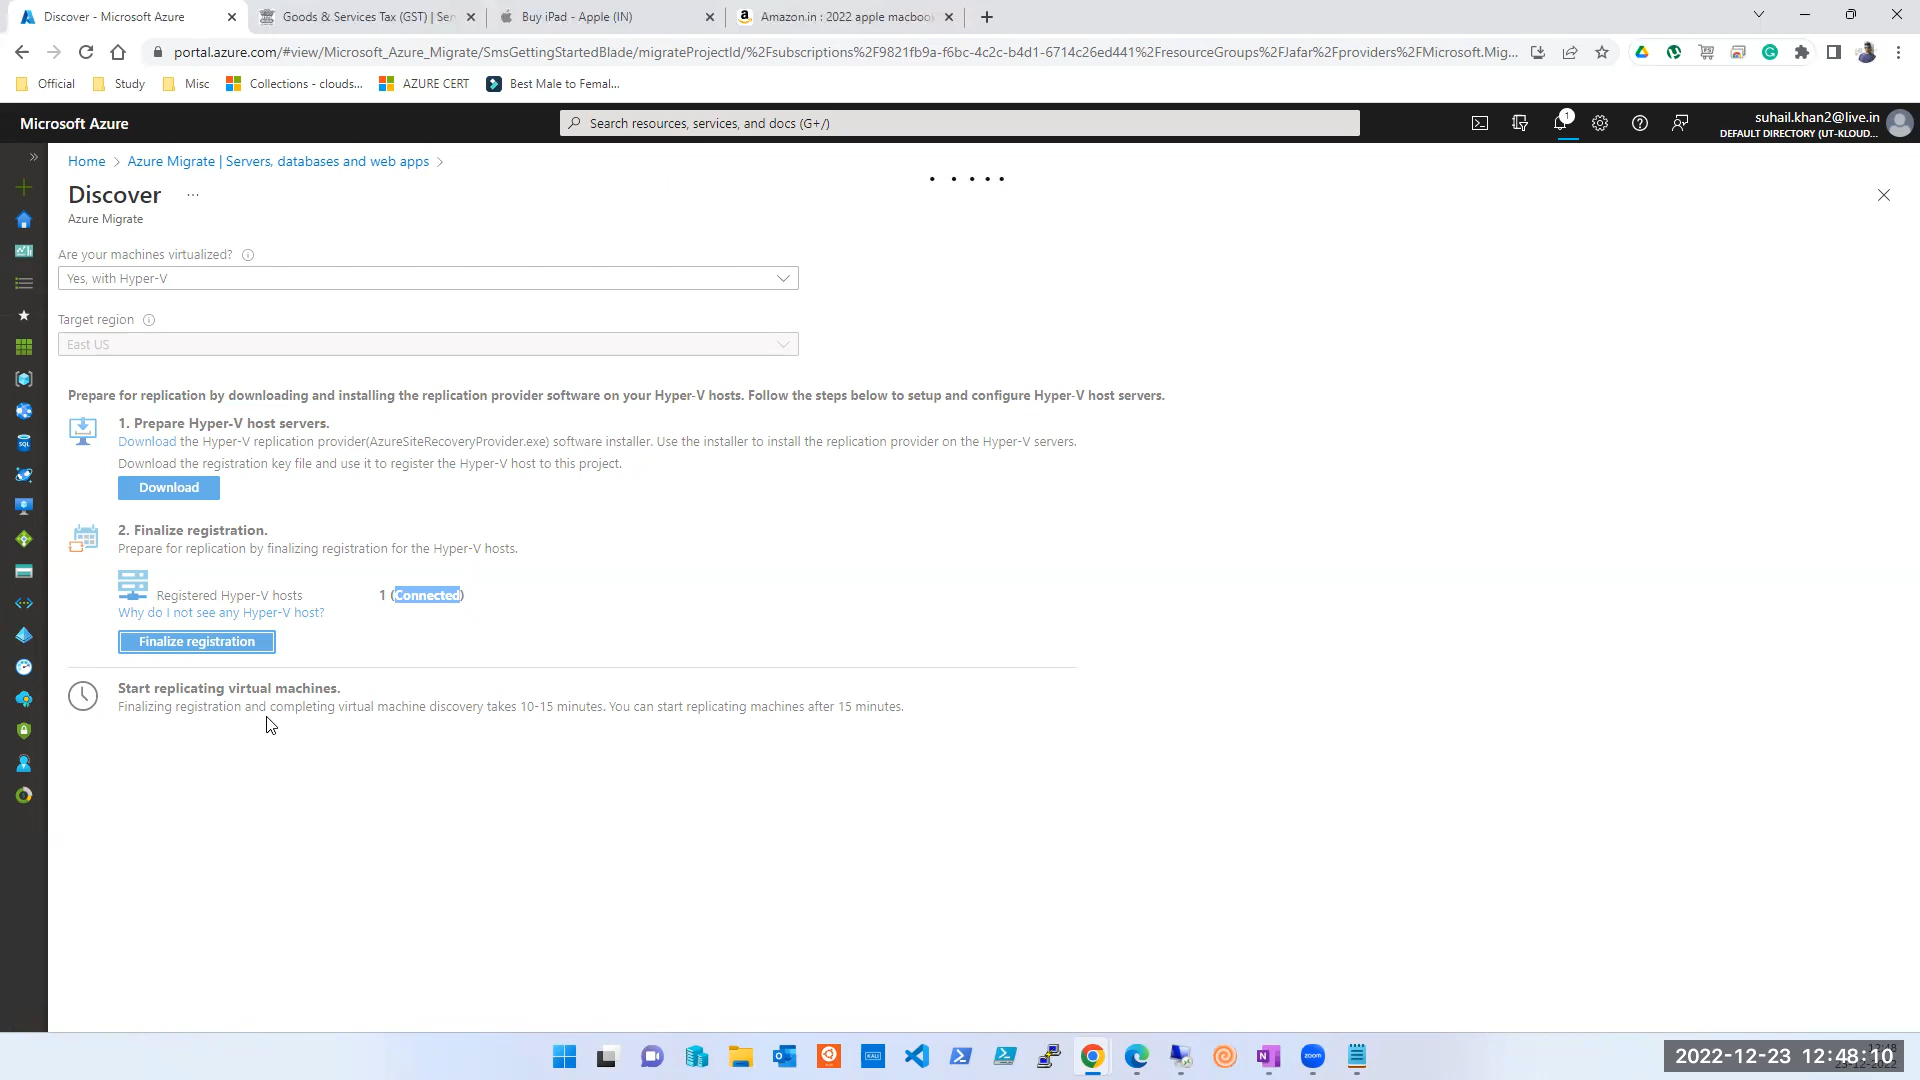 Discover - Microsoft Azure
Goods & Services Tax (GST) | Ser
Buy iPad - Apple (IN)
Amazon.in : 2022 apple macbook
portal.azure.com/#view/Microsoft_Azure_Migrate/SmsGettingStartedBlade/migrateProjectId/%2Fsubscriptions%2F9821fb9a-f6bc-4c2c-b4d1-6714c26ed441%2FresourceGroups%2FJafar%2Fproviders%2FMicrosoft.Mig...
Official
Study
Misc
Collections - clouds...
AZURE CERT
Best Male to Femal...
Microsoft Azure
Search resources, services, and docs (G+/)
1
suhail.khan2@live.in
DEFAULT DIRECTORY (UT-KLOUD...
Home > Azure Migrate | Servers, databases and web apps >
Discover ...
Azure Migrate
Are your machines virtualized?
Yes, with Hyper-V
Target region
East US
Prepare for replication by downloading and installing the replication provider software on your Hyper-V hosts. Follow the steps below to setup and configure Hyper-V host servers.
1. Prepare Hyper-V host servers.
Download the Hyper-V replication provider(AzureSiteRecoveryProvider.exe) software installer. Use the installer to install the replication provider on the Hyper-V servers.
Download the registration key file and use it to register the Hyper-V host to this project.
Download
2. Finalize registration.
Prepare for replication by finalizing registration for the Hyper-V hosts.
Registered Hyper-V hosts 1 (Connected)
Why do I not see any Hyper-V host?
Finalize registration
Start replicating virtual machines.
Finalizing registration and completing virtual machine discovery takes 10-15 minutes. You can start replicating machines after 15 minutes.
2022-12-23 12:48:10